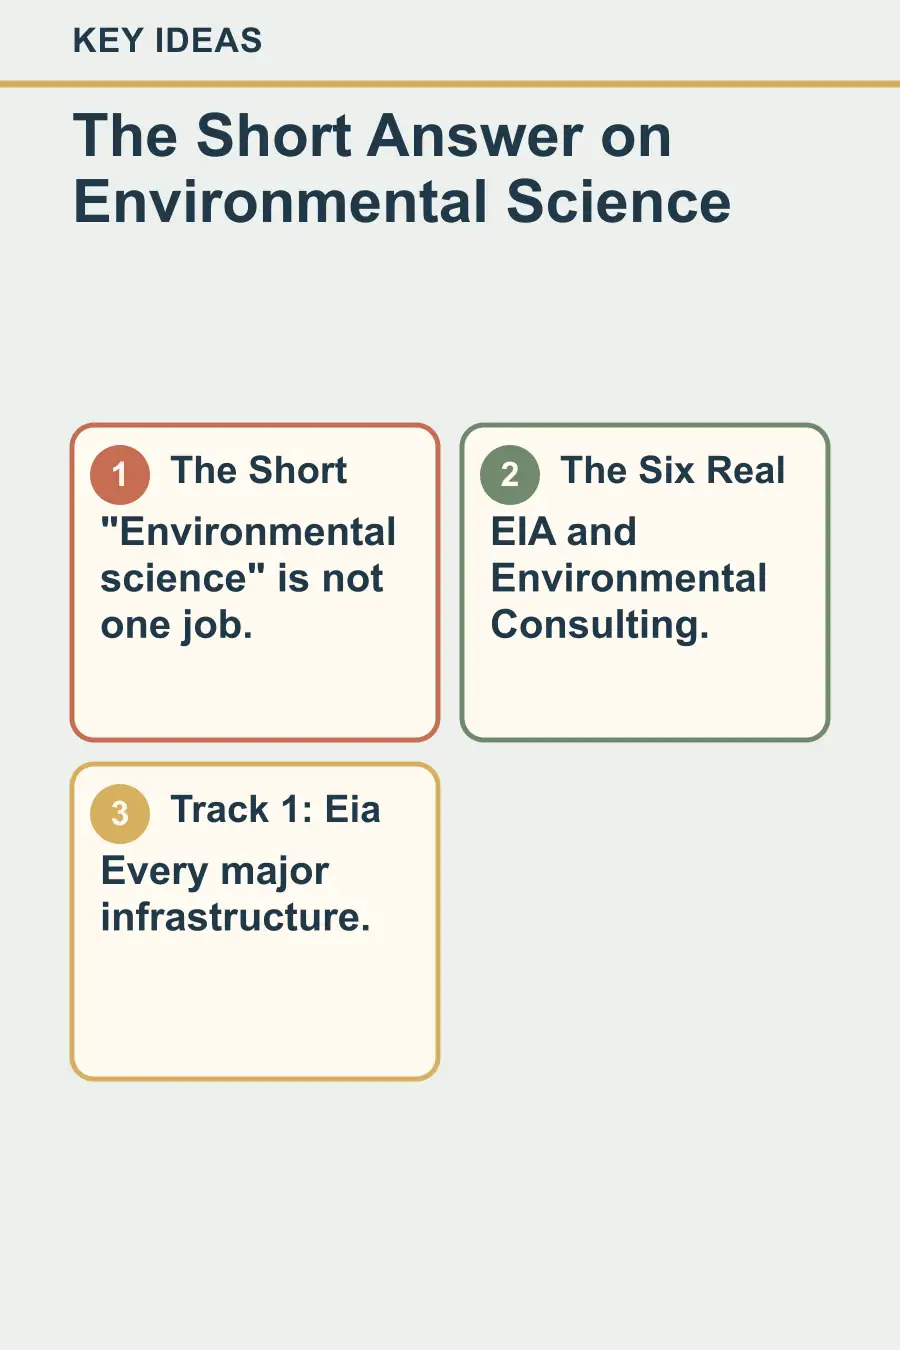 KEY IDEAS
The Short Answer on
Environmental Science
1 The Short
"Environmental
science" is not
one job.
2 The Six Real
EIA and
Environmental
Consulting.
3 Track 1: Eia
Every major
infrastructure.